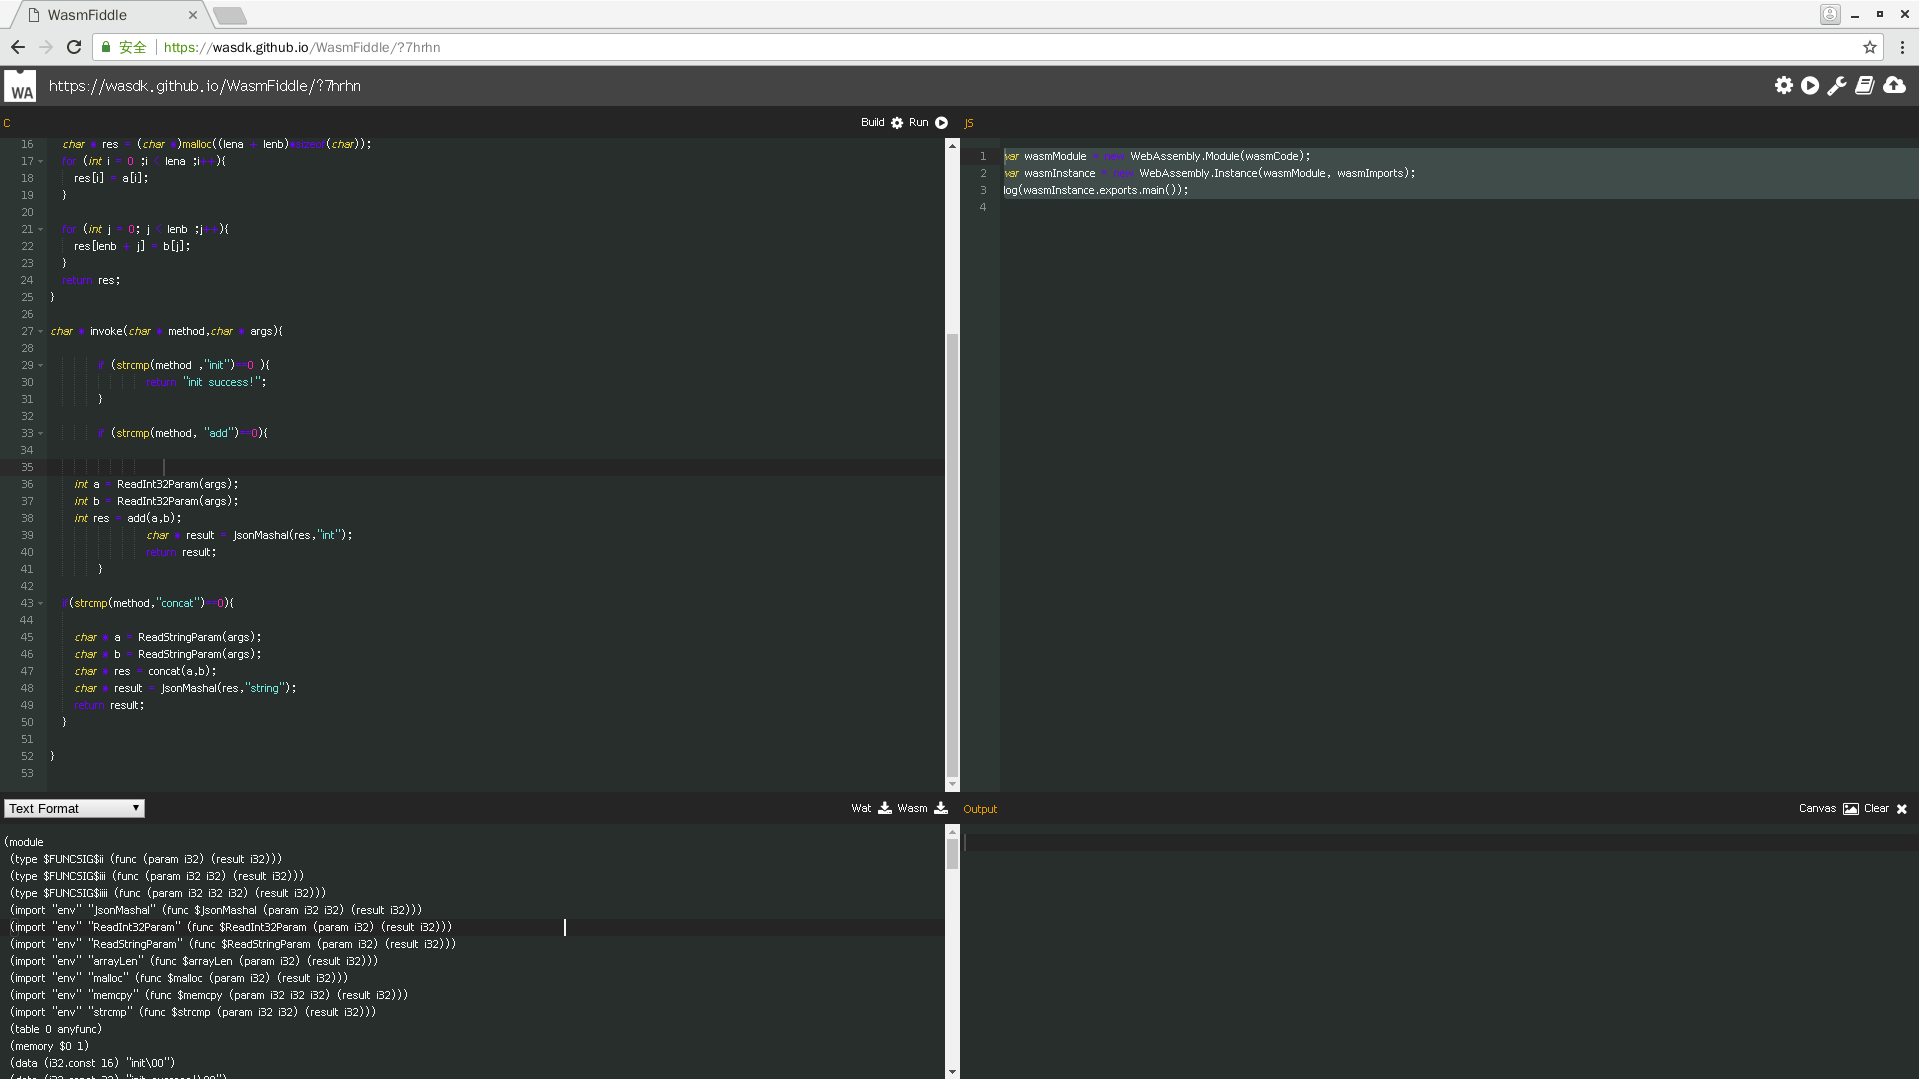 WasmFiddle
安全 https://wasdk.github.io/WasmFiddle/?7hrhn
WA https://wasdk.github.io/WasmFiddle/?7hrhn
C Build Run JS
16 char * res = (char *)malloc((lena + lenb)*sizeof(char));
17 for (int i = 0 ;i < lena ;i++){
18 res[i] = a[i];
19 }
20
21 for (int j = 0; j < lenb ;j++){
22 res[lenb + j] = b[j];
23 }
24 return res;
25 }
26
27 char * invoke(char * method,char * args){
28
29 if (strcmp(method ,"init")==0 ){
30 return "init success!";
31 }
32
33 if (strcmp(method, "add")==0){
34
35
36 int a = ReadInt32Param(args);
37 int b = ReadInt32Param(args);
38 int res = add(a,b);
39 char * result = JsonMashal(res,"int");
40 return result;
41 }
42
43 if(strcmp(method,"concat")==0){
44
45 char * a = ReadStringParam(args);
46 char * b = ReadStringParam(args);
47 char * res = concat(a,b);
48 char * result = JsonMashal(res,"string");
49 return result;
50 }
51
52 }
53
1 var wasmModule = new WebAssembly.Module(wasmCode);
2 var wasmInstance = new WebAssembly.Instance(wasmModule, wasmImports);
3 log(wasmInstance.exports.main());
4
Text Format Wat Wasm
(module
(type $FUNCSIG$ii (func (param i32) (result i32)))
(type $FUNCSIG$iii (func (param i32 i32) (result i32)))
(type $FUNCSIG$iiii (func (param i32 i32 i32) (result i32)))
(import "env" "JsonMashal" (func $JsonMashal (param i32 i32) (result i32)))
(import "env" "ReadInt32Param" (func $ReadInt32Param (param i32) (result i32)))
(import "env" "ReadStringParam" (func $ReadStringParam (param i32) (result i32)))
(import "env" "arrayLen" (func $arrayLen (param i32) (result i32)))
(import "env" "malloc" (func $malloc (param i32) (result i32)))
(import "env" "memcpy" (func $memcpy (param i32 i32 i32) (result i32)))
(import "env" "strcmp" (func $strcmp (param i32 i32) (result i32)))
(table 0 anyfunc)
(memory $0 1)
(data (i32.const 16) "init\00")
(data (i32.const 32) "init success!\00")
Output Canvas Clear